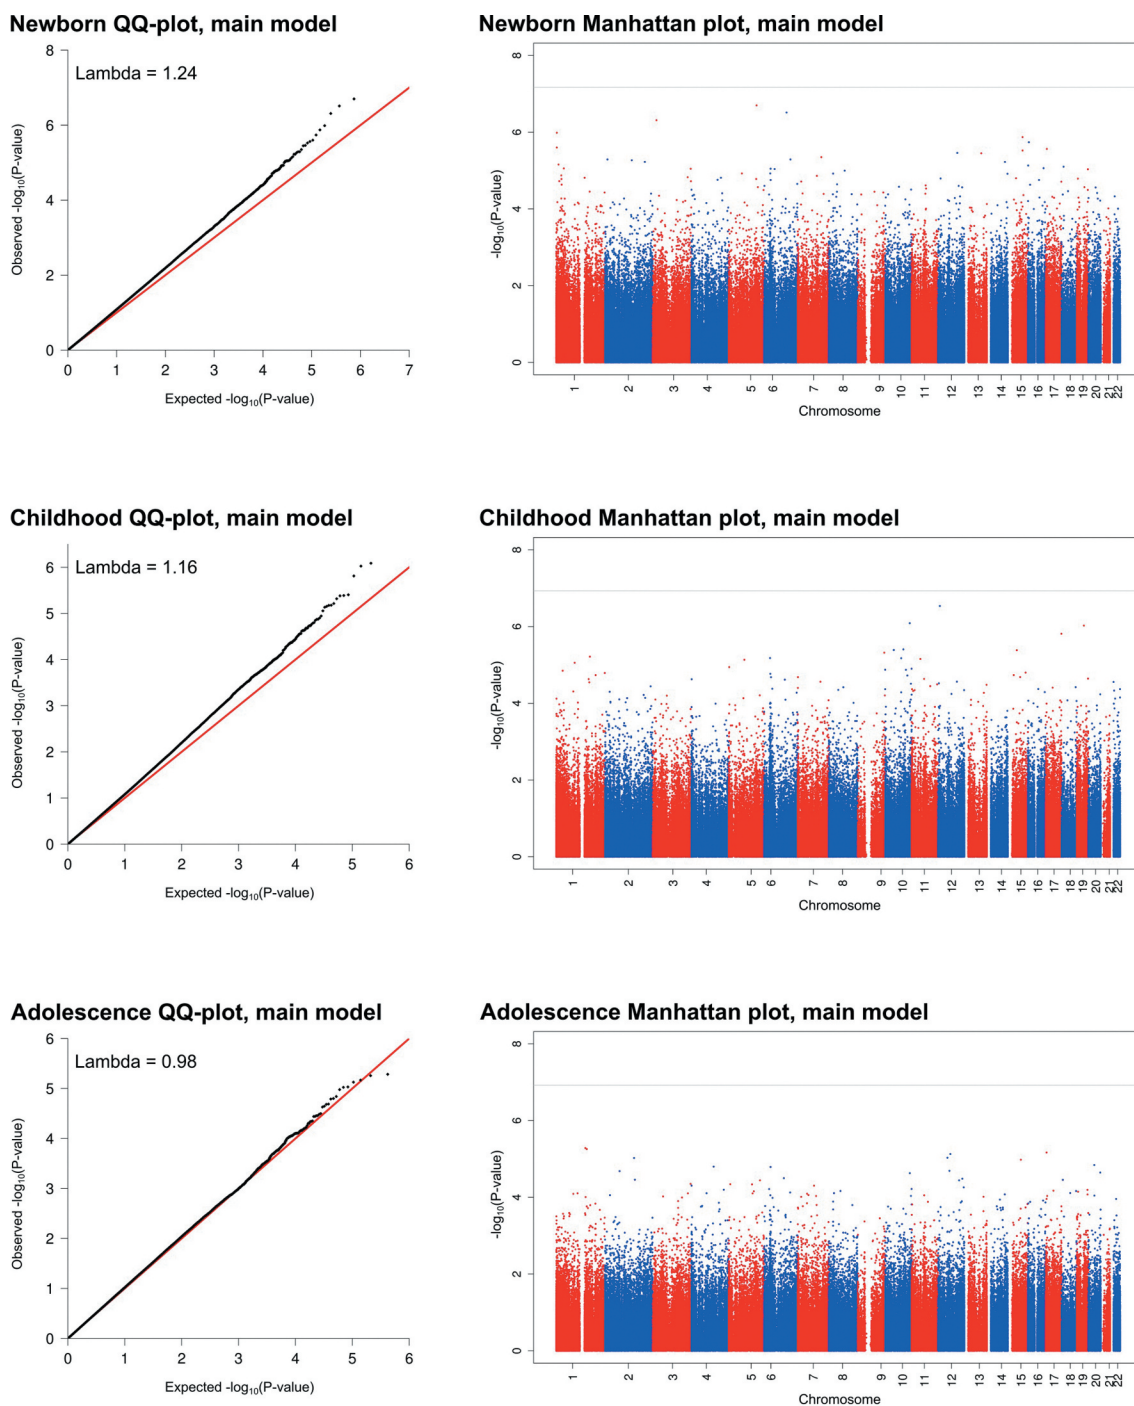 Newborn QQ-plot, main model
Lambda = 1.24
Observed -log10(P-value)
0 2 4 6 8
0 1 2 3 4 5 6 7
Expected -log10(P-value)
Newborn Manhattan plot, main model
-log10(P-value)
0 2 4 6 8
1 2 3 4 5 6 7 8 9 10 11 12 13 14 15 16 17 18 19 20 21 22
Chromosome
Childhood QQ-plot, main model
Lambda = 1.16
Observed -log10(P-value)
0 1 2 3 4 5 6
0 1 2 3 4 5 6
Expected -log10(P-value)
Childhood Manhattan plot, main model
-log10(P-value)
0 2 4 6 8
1 2 3 4 5 6 7 8 9 10 11 12 13 14 15 16 17 18 19 20 21 22
Chromosome
Adolescence QQ-plot, main model
Lambda = 0.98
Observed -log10(P-value)
0 1 2 3 4 5 6
0 1 2 3 4 5 6
Expected -log10(P-value)
Adolescence Manhattan plot, main model
-log10(P-value)
0 2 4 6 8
1 2 3 4 5 6 7 8 9 10 11 12 13 14 15 16 17 18 19 20 21 22
Chromosome